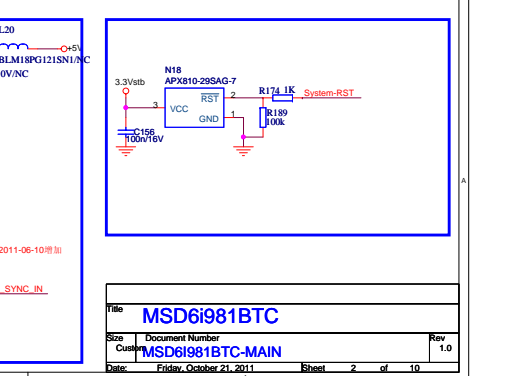 L20
+5V
BLM18PG121SN1/NC
0V/NC
2011-06-10增加
_SYNC_IN
N18
APX810-29SAG-7
3.3Vstb
3
VCC
RST
2
GND
1
R174 1K
System-RST
R189
100k
C156
100n/16V
A
Title
MSD6i981BTC
Size
Custom
Document Number
MSD6I981BTC-MAIN
Rev
1.0
Date:
Friday, October 21, 2011
Sheet
2
of
10